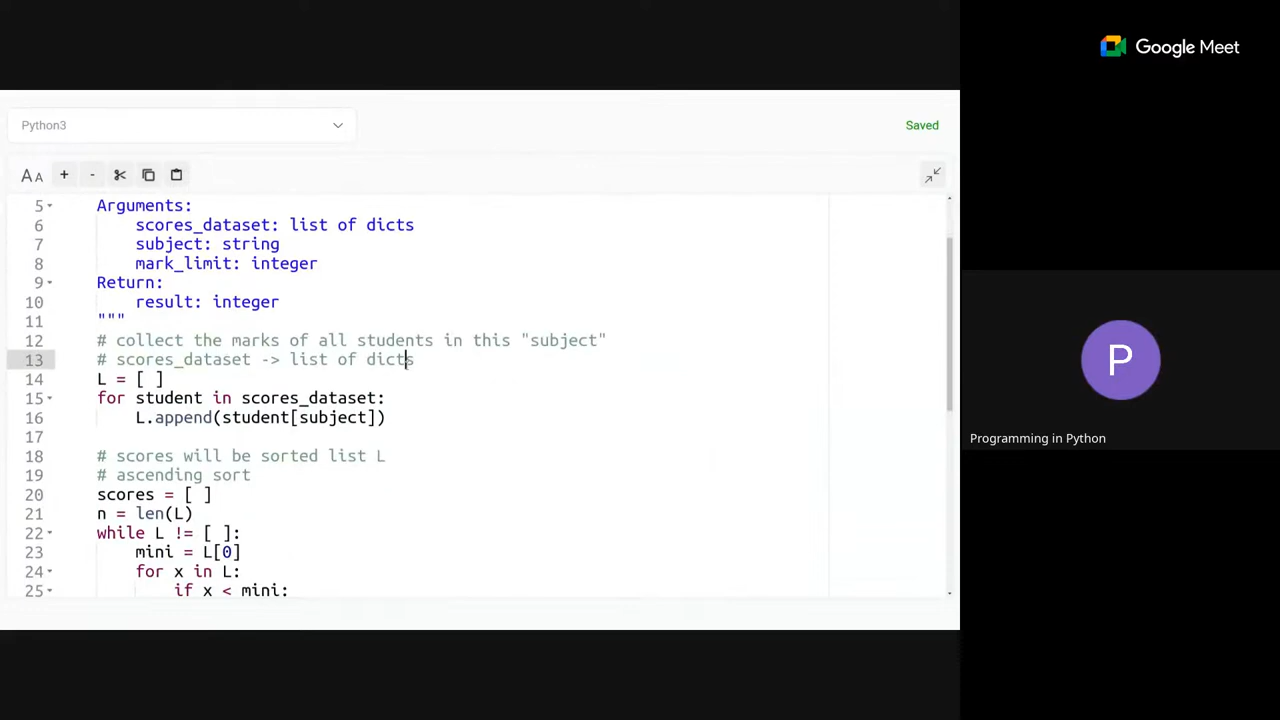 Google Meet
Python3
Saved
AA + -
5 Arguments:
6 scores_dataset: list of dicts
7 subject: string
8 mark_limit: integer
9 Return:
10 result: integer
11 """
12 # collect the marks of all students in this "subject"
13 # scores_dataset -> list of dicts
14 L = [ ]
15 for student in scores_dataset:
16 L.append(student[subject])
17
18 # scores will be sorted list L
19 # ascending sort
20 scores = [ ]
21 n = len(L)
22 while L != [ ]:
23 mini = L[0]
24 for x in L:
25 if x < mini:
P
Programming in Python